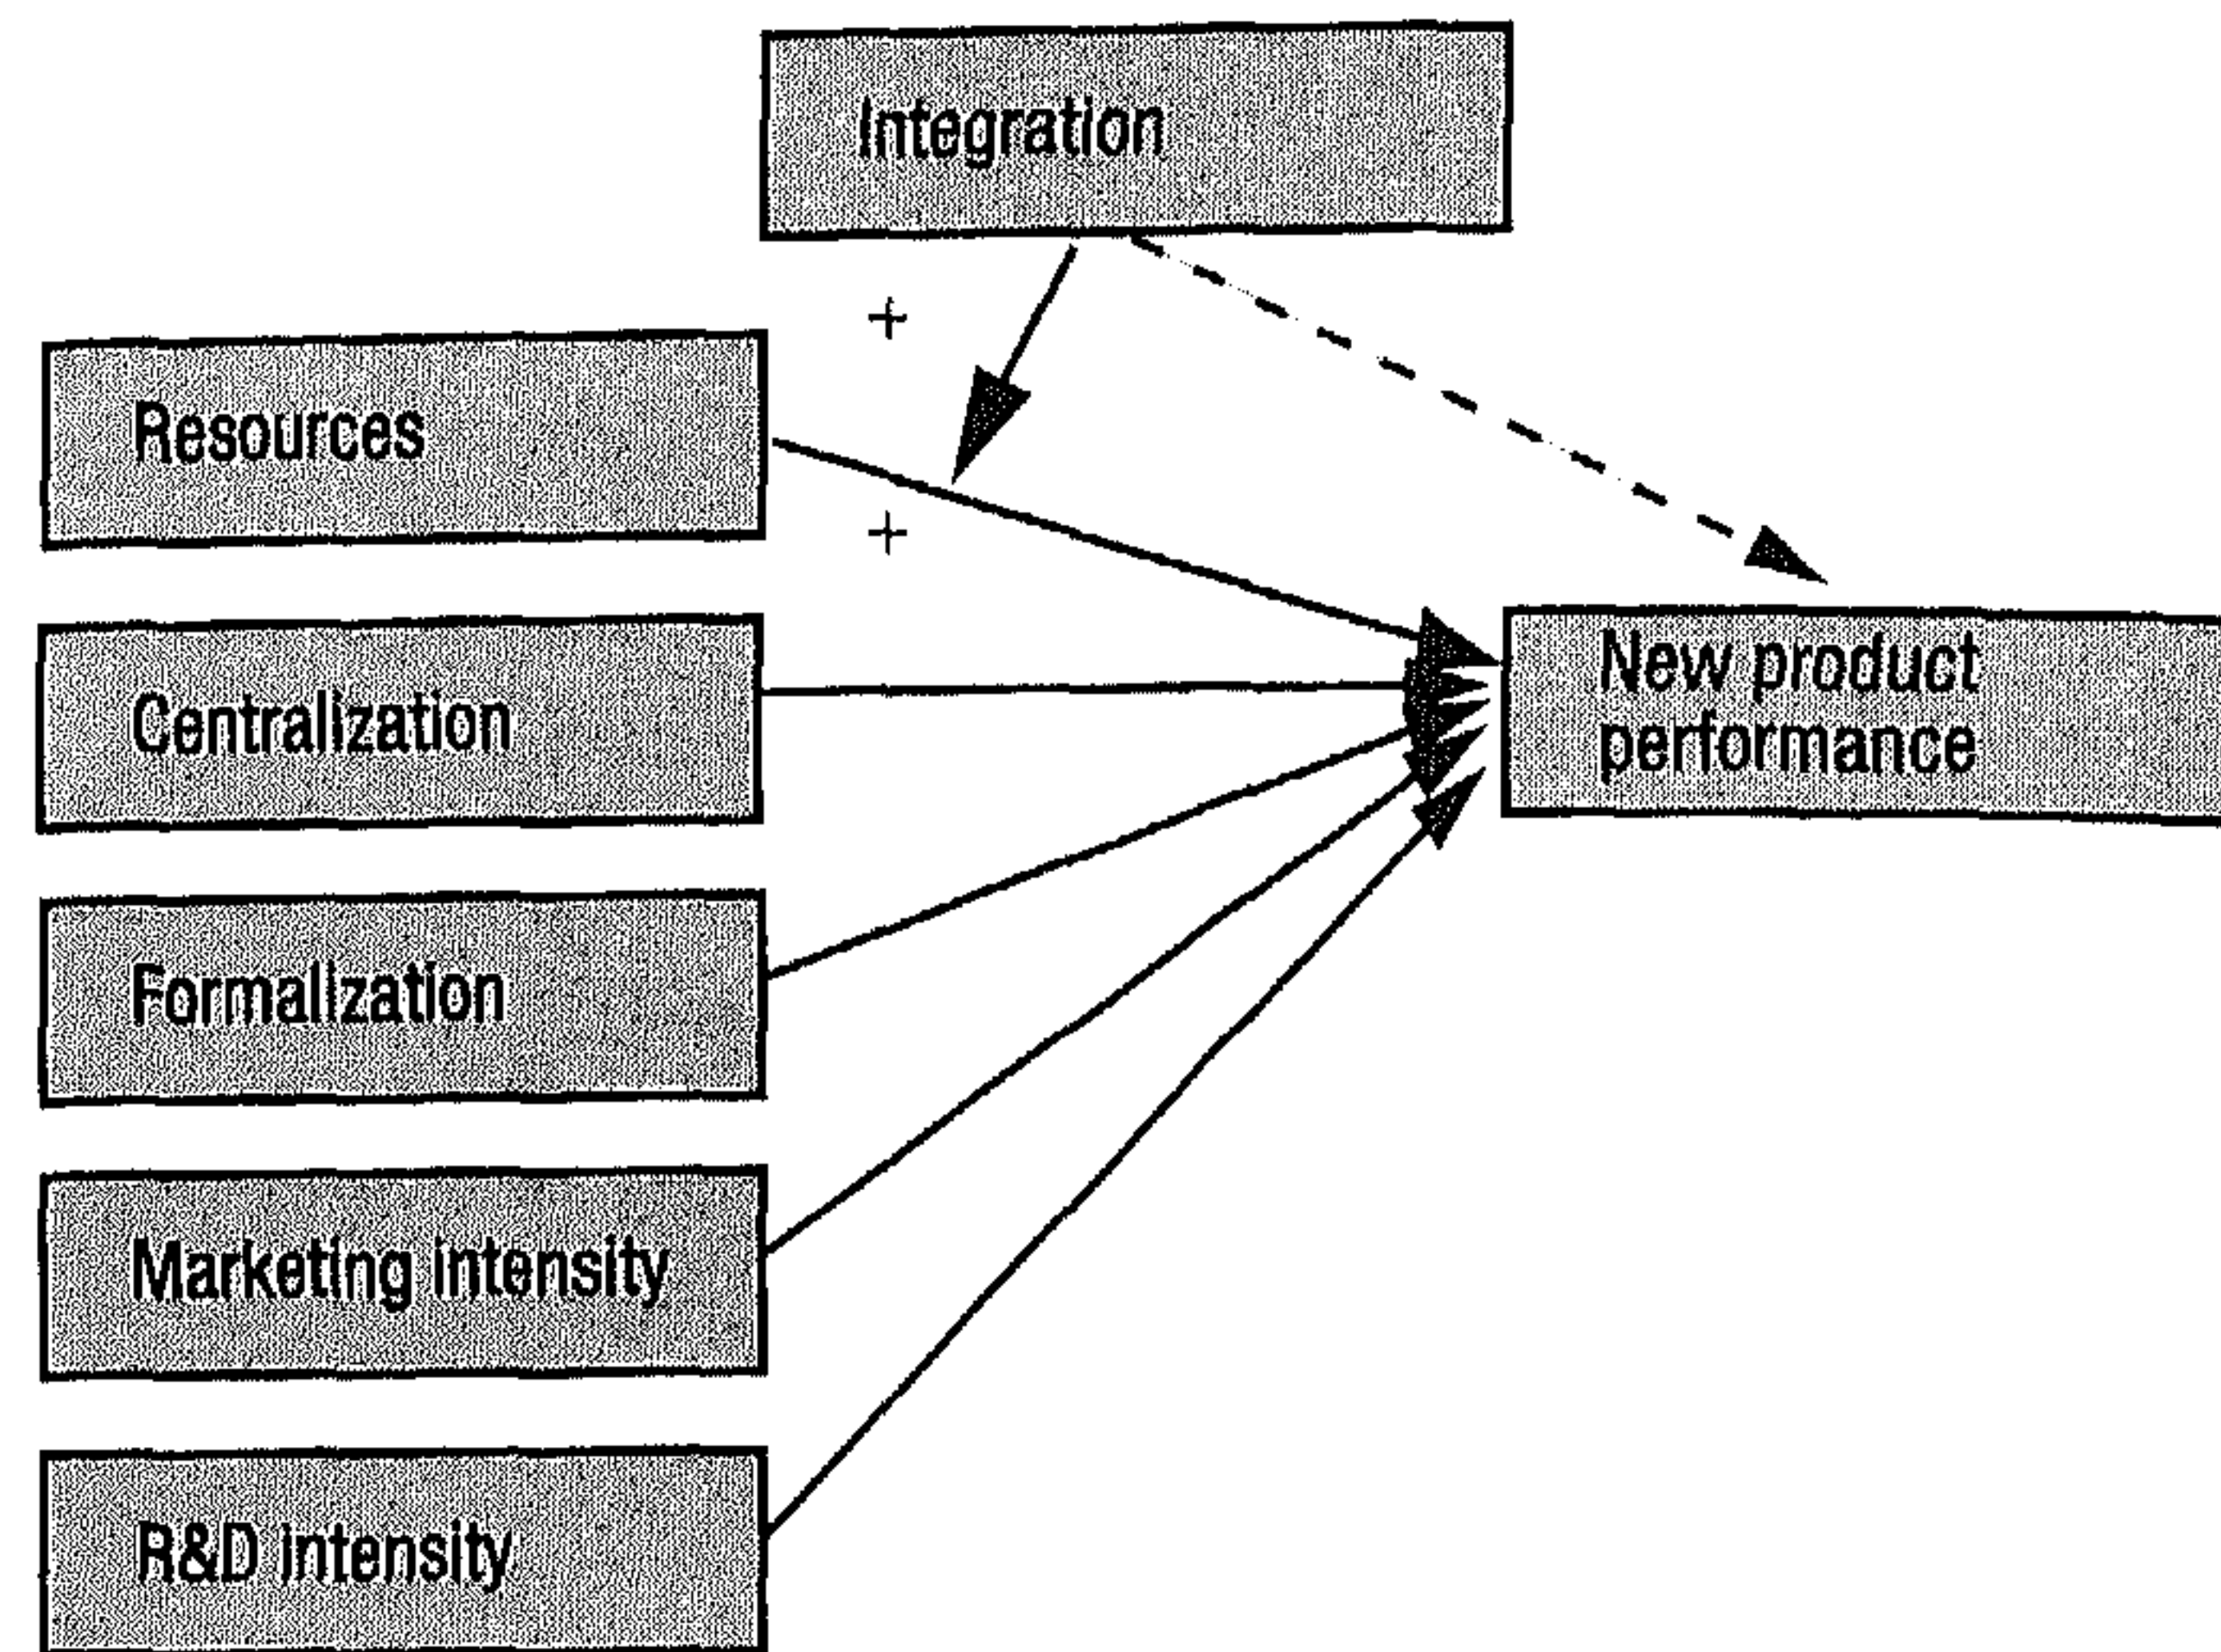 Integration
+
Resources
+
Centralization
New product
performance
Formalization
Marketing intensity
R&D intensity